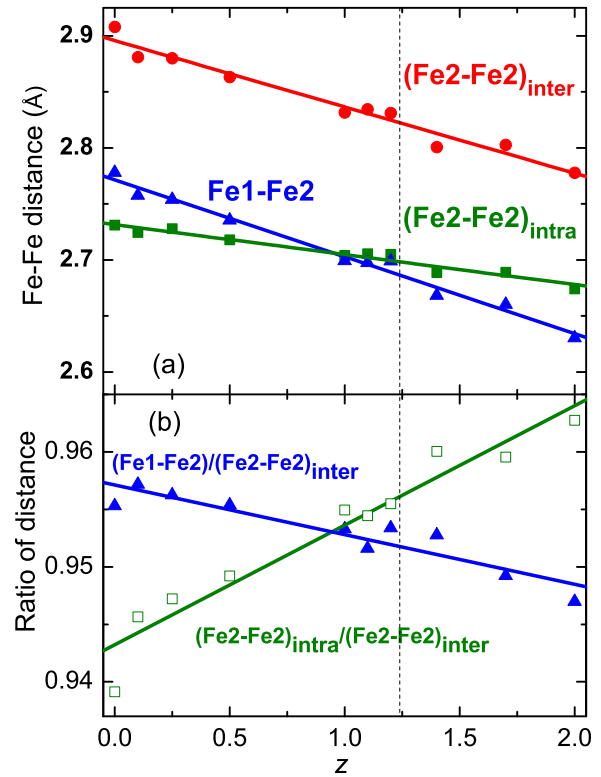 2.9
(Fe2-Fe2)inter
2.8
Fe1-Fe2
(Fe2-Fe2)intra
2.7
2.6
Fe-Fe distance (Å)
(a)
(b)
(Fe1-Fe2)/(Fe2-Fe2)inter
0.96
0.95
(Fe2-Fe2)intra/(Fe2-Fe2)inter
0.94
Ratio of distance
0.0 0.5 1.0 1.5 2.0
z